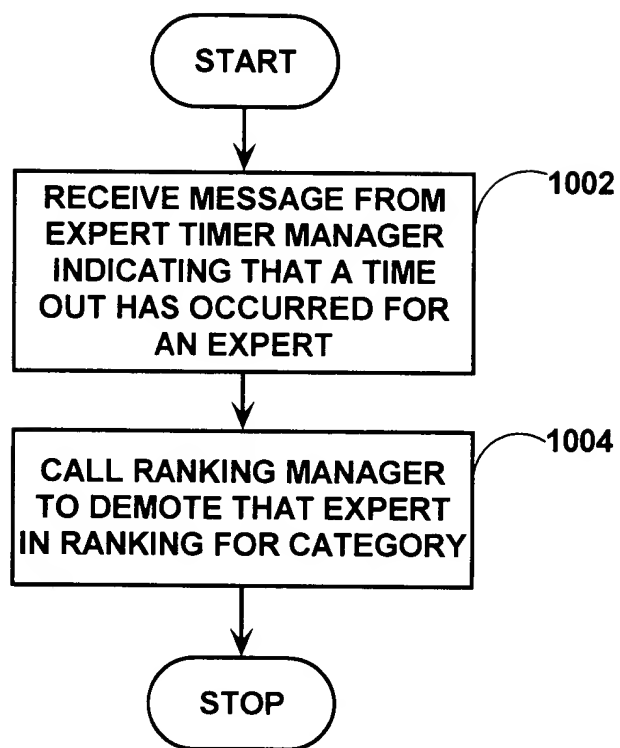 START
RECEIVE MESSAGE FROM
EXPERT TIMER MANAGER
INDICATING THAT A TIME
OUT HAS OCCURRED FOR
AN EXPERT
1002
CALL RANKING MANAGER
TO DEMOTE THAT EXPERT
IN RANKING FOR CATEGORY
1004
STOP